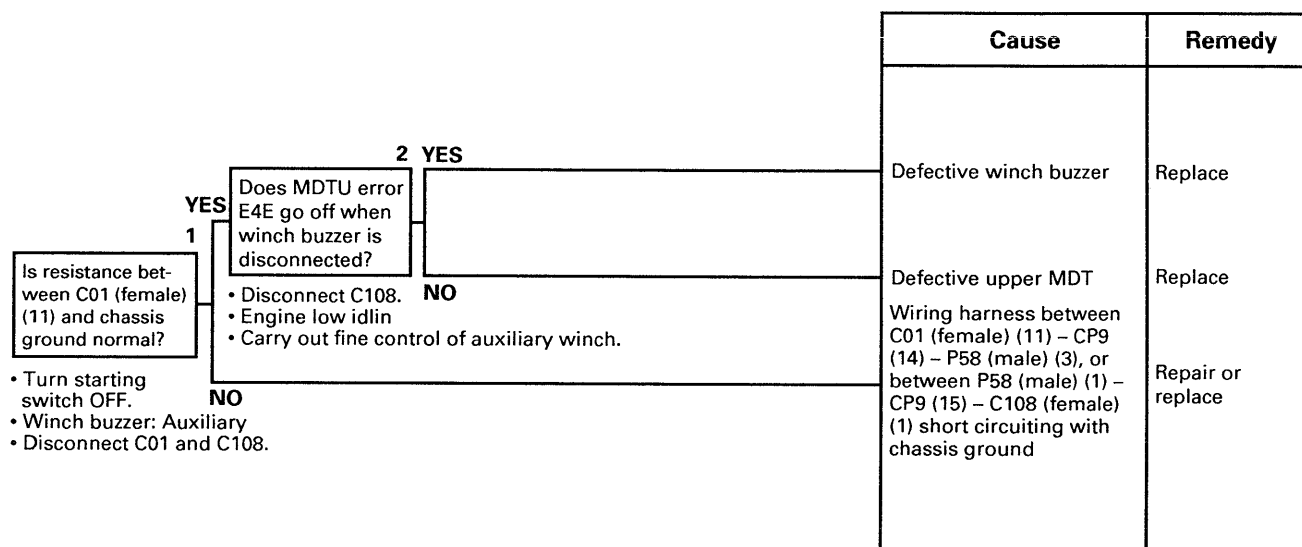 Cause
Remedy
2 YES
Does MDTU error
E4E go off when
winch buzzer is
disconnected?
Defective winch buzzer
Replace
YES
1
Is resistance bet-
ween C01 (female)
(11) and chassis
ground normal?
NO
Defective upper MDT
Replace
• Disconnect C108.
• Engine low idlin
• Carry out fine control of auxiliary winch.
• Turn starting
switch OFF.
• Winch buzzer: Auxiliary
• Disconnect C01 and C108.
NO
Wiring harness between
C01 (female) (11) – CP9
(14) – P58 (male) (3), or
between P58 (male) (1) –
CP9 (15) – C108 (female)
(1) short circuiting with
chassis ground
Repair or
replace